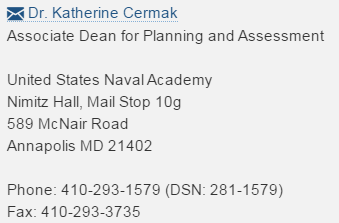 Dr. Katherine Cermak
Associate Dean for Planning and Assessment
United States Naval Academy
Nimitz Hall, Mail Stop 10g
589 McNair Road
Annapolis MD 21402
Phone: 410-293-1579 (DSN: 281-1579)
Fax: 410-293-3735